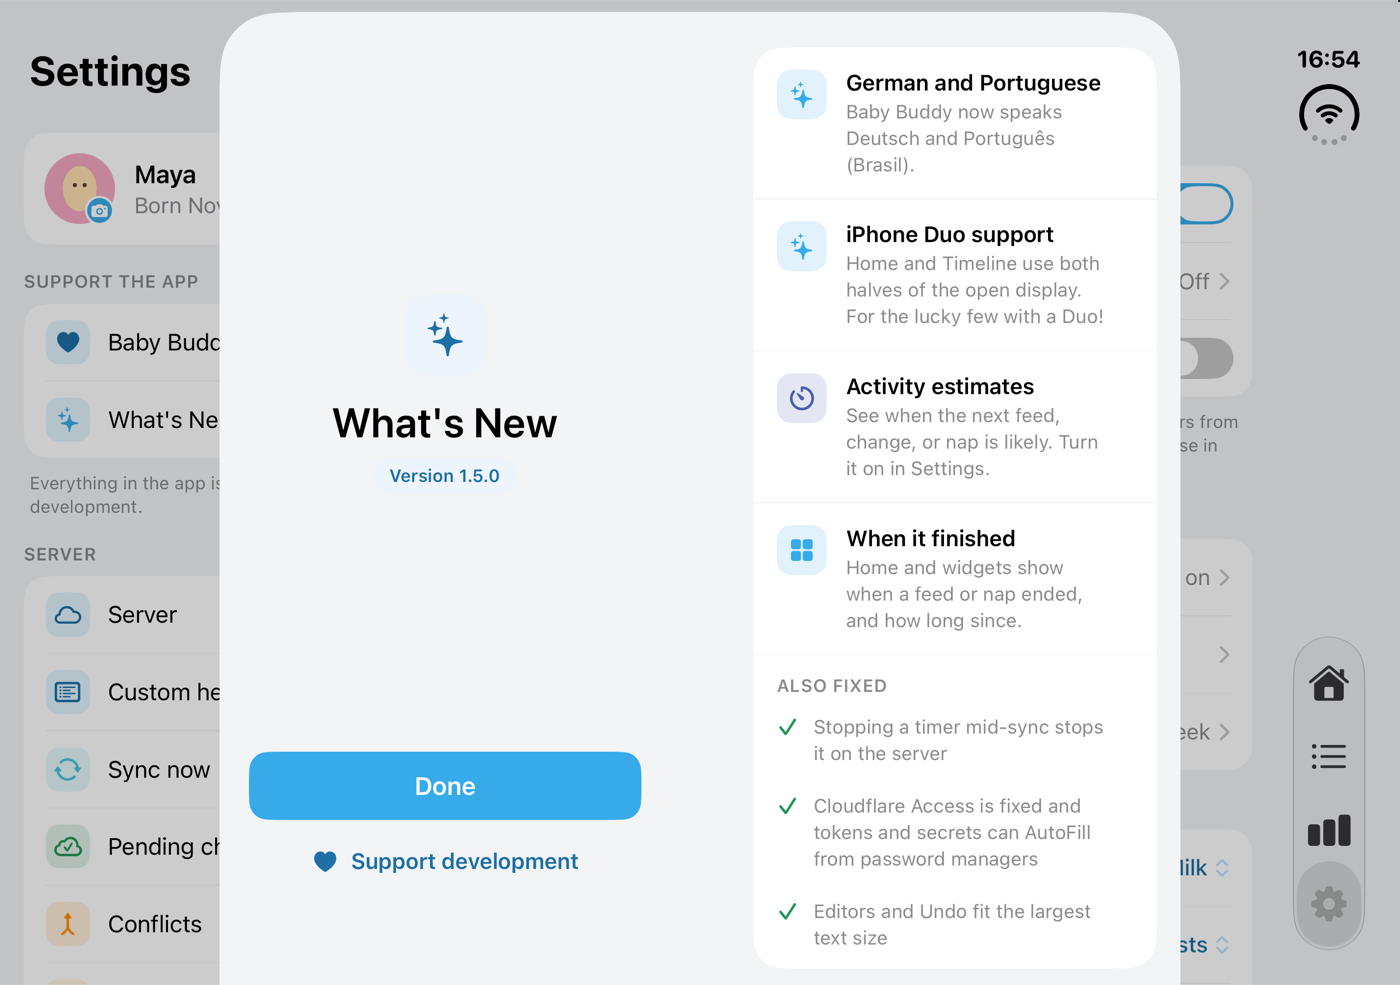 Settings
Maya
Born Nov
SUPPORT THE APP
Baby Budd
What's Ne
Everything in the app is
development.
SERVER
Server
Custom he
Sync now
Pending ch
Conflicts
What's New
Version 1.5.0
Done
Support development
German and Portuguese
Baby Buddy now speaks
Deutsch and Português
(Brasil).
iPhone Duo support
Home and Timeline use both
halves of the open display.
For the lucky few with a Duo!
Activity estimates
See when the next feed,
change, or nap is likely. Turn
it on in Settings.
When it finished
Home and widgets show
when a feed or nap ended,
and how long since.
ALSO FIXED
Stopping a timer mid-sync stops
it on the server
Cloudflare Access is fixed and
tokens and secrets can AutoFill
from password managers
Editors and Undo fit the largest
text size
16:54
Off
rs from
se in
on
eek
ilk
sts